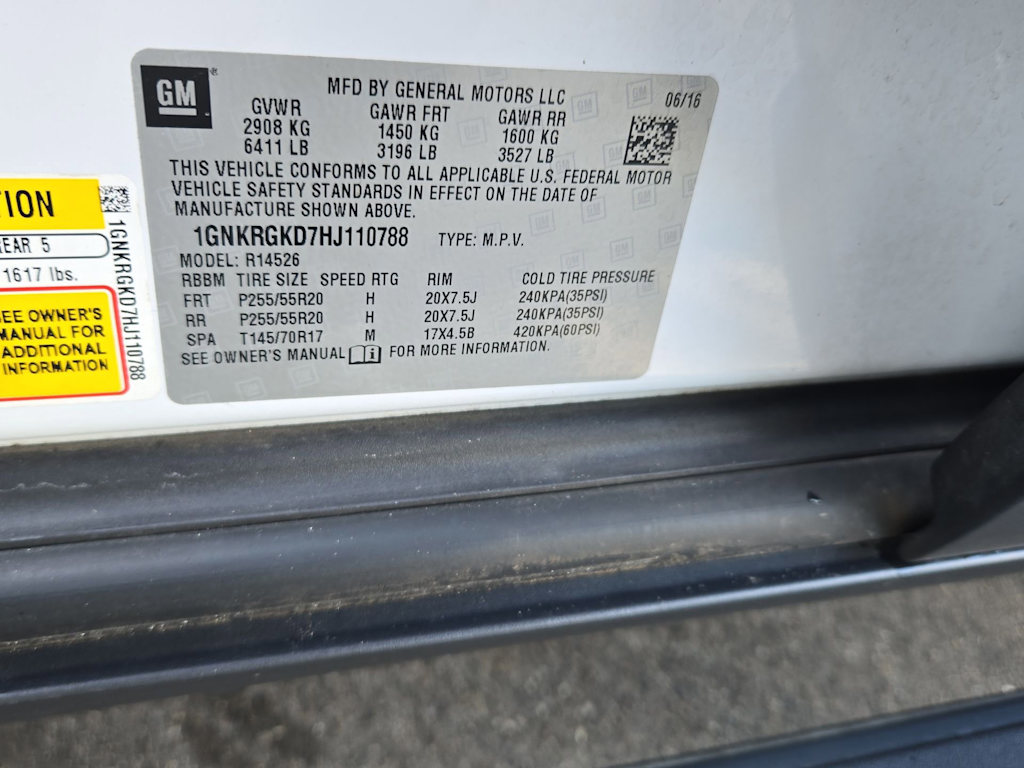 GM
MFD BY GENERAL MOTORS LLC
06/16
GVWR GAWR FRT GAWR RR
2908 KG 1450 KG 1600 KG
6411 LB 3196 LB 3527 LB
THIS VEHICLE CONFORMS TO ALL APPLICABLE U.S. FEDERAL MOTOR
VEHICLE SAFETY STANDARDS IN EFFECT ON THE DATE OF
MANUFACTURE SHOWN ABOVE.
1GNKRGKD7HJ110788 TYPE: M.P.V.
MODEL: R14526
RBBM TIRE SIZE SPEED RTG RIM COLD TIRE PRESSURE
FRT P255/55R20 H 20X7.5J 240KPA(35PSI)
RR P255/55R20 H 20X7.5J 240KPA(35PSI)
SPA T145/70R17 M 17X4.5B 420KPA(60PSI)
SEE OWNER'S MANUAL FOR MORE INFORMATION.
TION
REAR 5
1617 lbs.
SEE OWNER'S
MANUAL FOR
ADDITIONAL
INFORMATION
1GNKRGKD7HJ110788